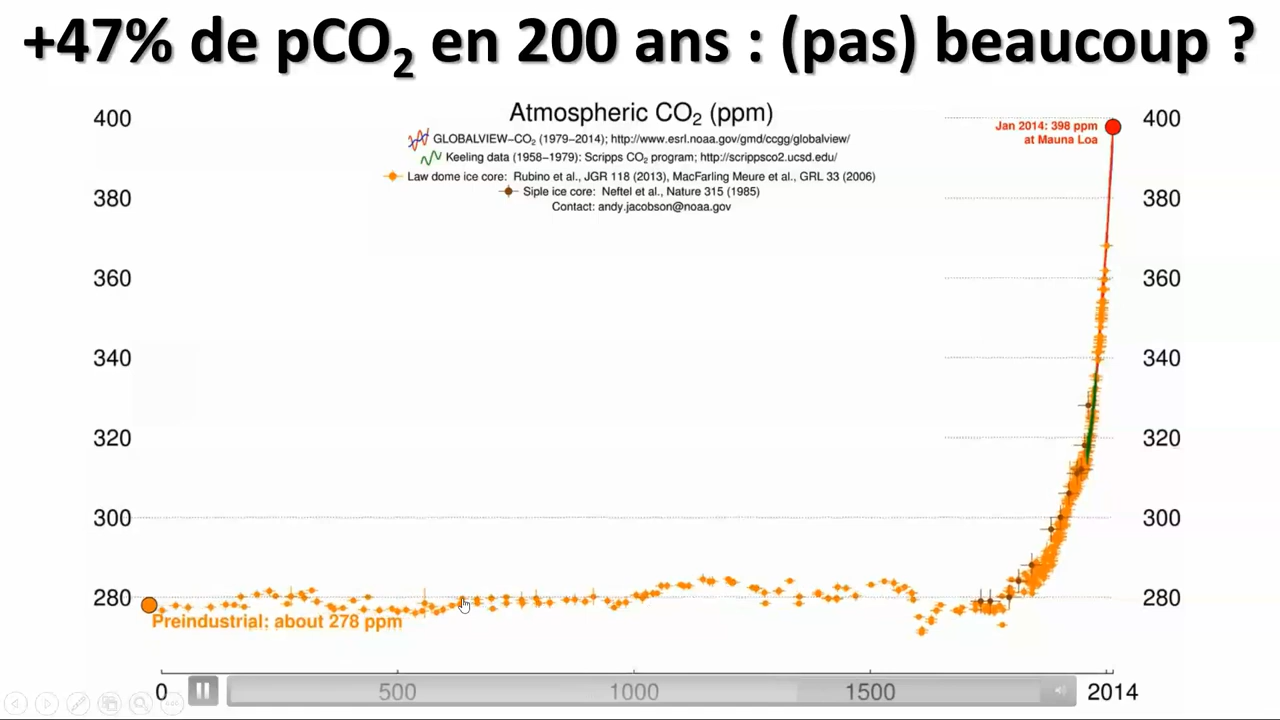 +47% de pCO₂ en 200 ans : (pas) beaucoup ?
Atmospheric CO₂ (ppm)
GLOBALVIEW−CO₂ (1979−2014); http://www.esrl.noaa.gov/gmd/ccgg/globalview/
Keeling data (1958−1979): Scripps CO₂ program; http://scrippsco2.ucsd.edu/
Law dome ice core: Rubino et al., JGR 118 (2013), MacFarling Meure et al., GRL 33 (2006)
Siple ice core: Neftel et al., Nature 315 (1985)
Contact: andy.jacobson@noaa.gov
Jan 2014: 398 ppm
at Mauna Loa
400 400
380 380
360 360
340 340
320 320
300 300
280 280
Preindustrial: about 278 ppm
0 500 1000 1500 2014